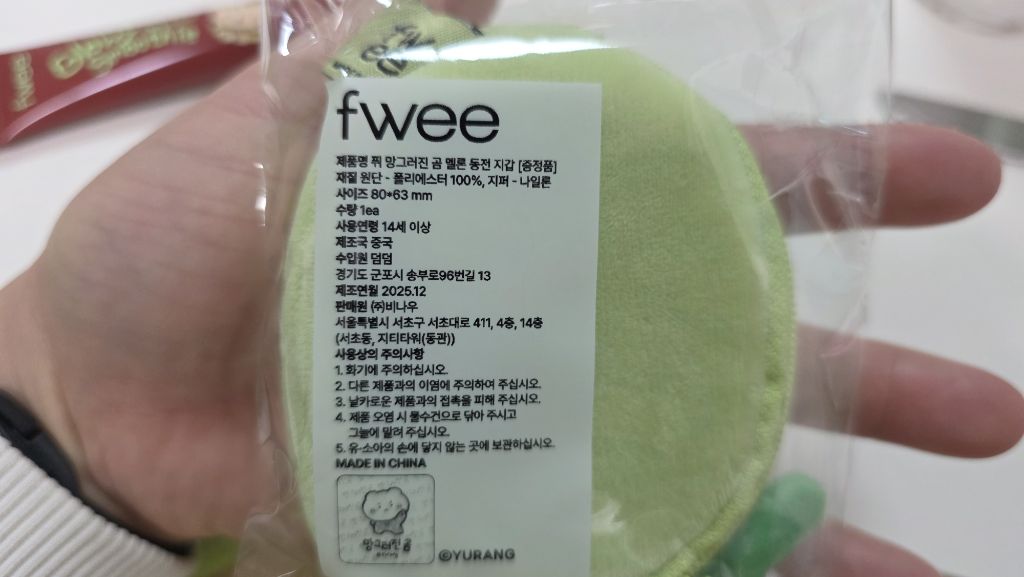 fwee
제품명 퓌 망그러진 곰 멜론 동전 지갑 [증정품]
재질 원단 - 폴리에스터 100%, 지퍼 - 나일론
사이즈 80*63 mm
수량 1ea
사용연령 14세 이상
제조국 중국
수입원 덤덤
경기도 군포시 송부로96번길 13
제조연월 2025.12
판매원 (주)비나우
서울특별시 서초구 서초대로 411, 4층, 14층
(서초동, 지티타워(동관))
사용상의 주의사항
1. 화기에 주의하십시오.
2. 다른 제품과의 이염에 주의하여 주십시오.
3. 날카로운 제품과의 접촉을 피해 주십시오.
4. 제품 오염 시 물수건으로 닦아 주시고
그늘에 말려 주십시오.
5. 유·소아의 손에 닿지 않는 곳에 보관하십시오.
MADE IN CHINA
망그러진 곰
©YURANG
fwee